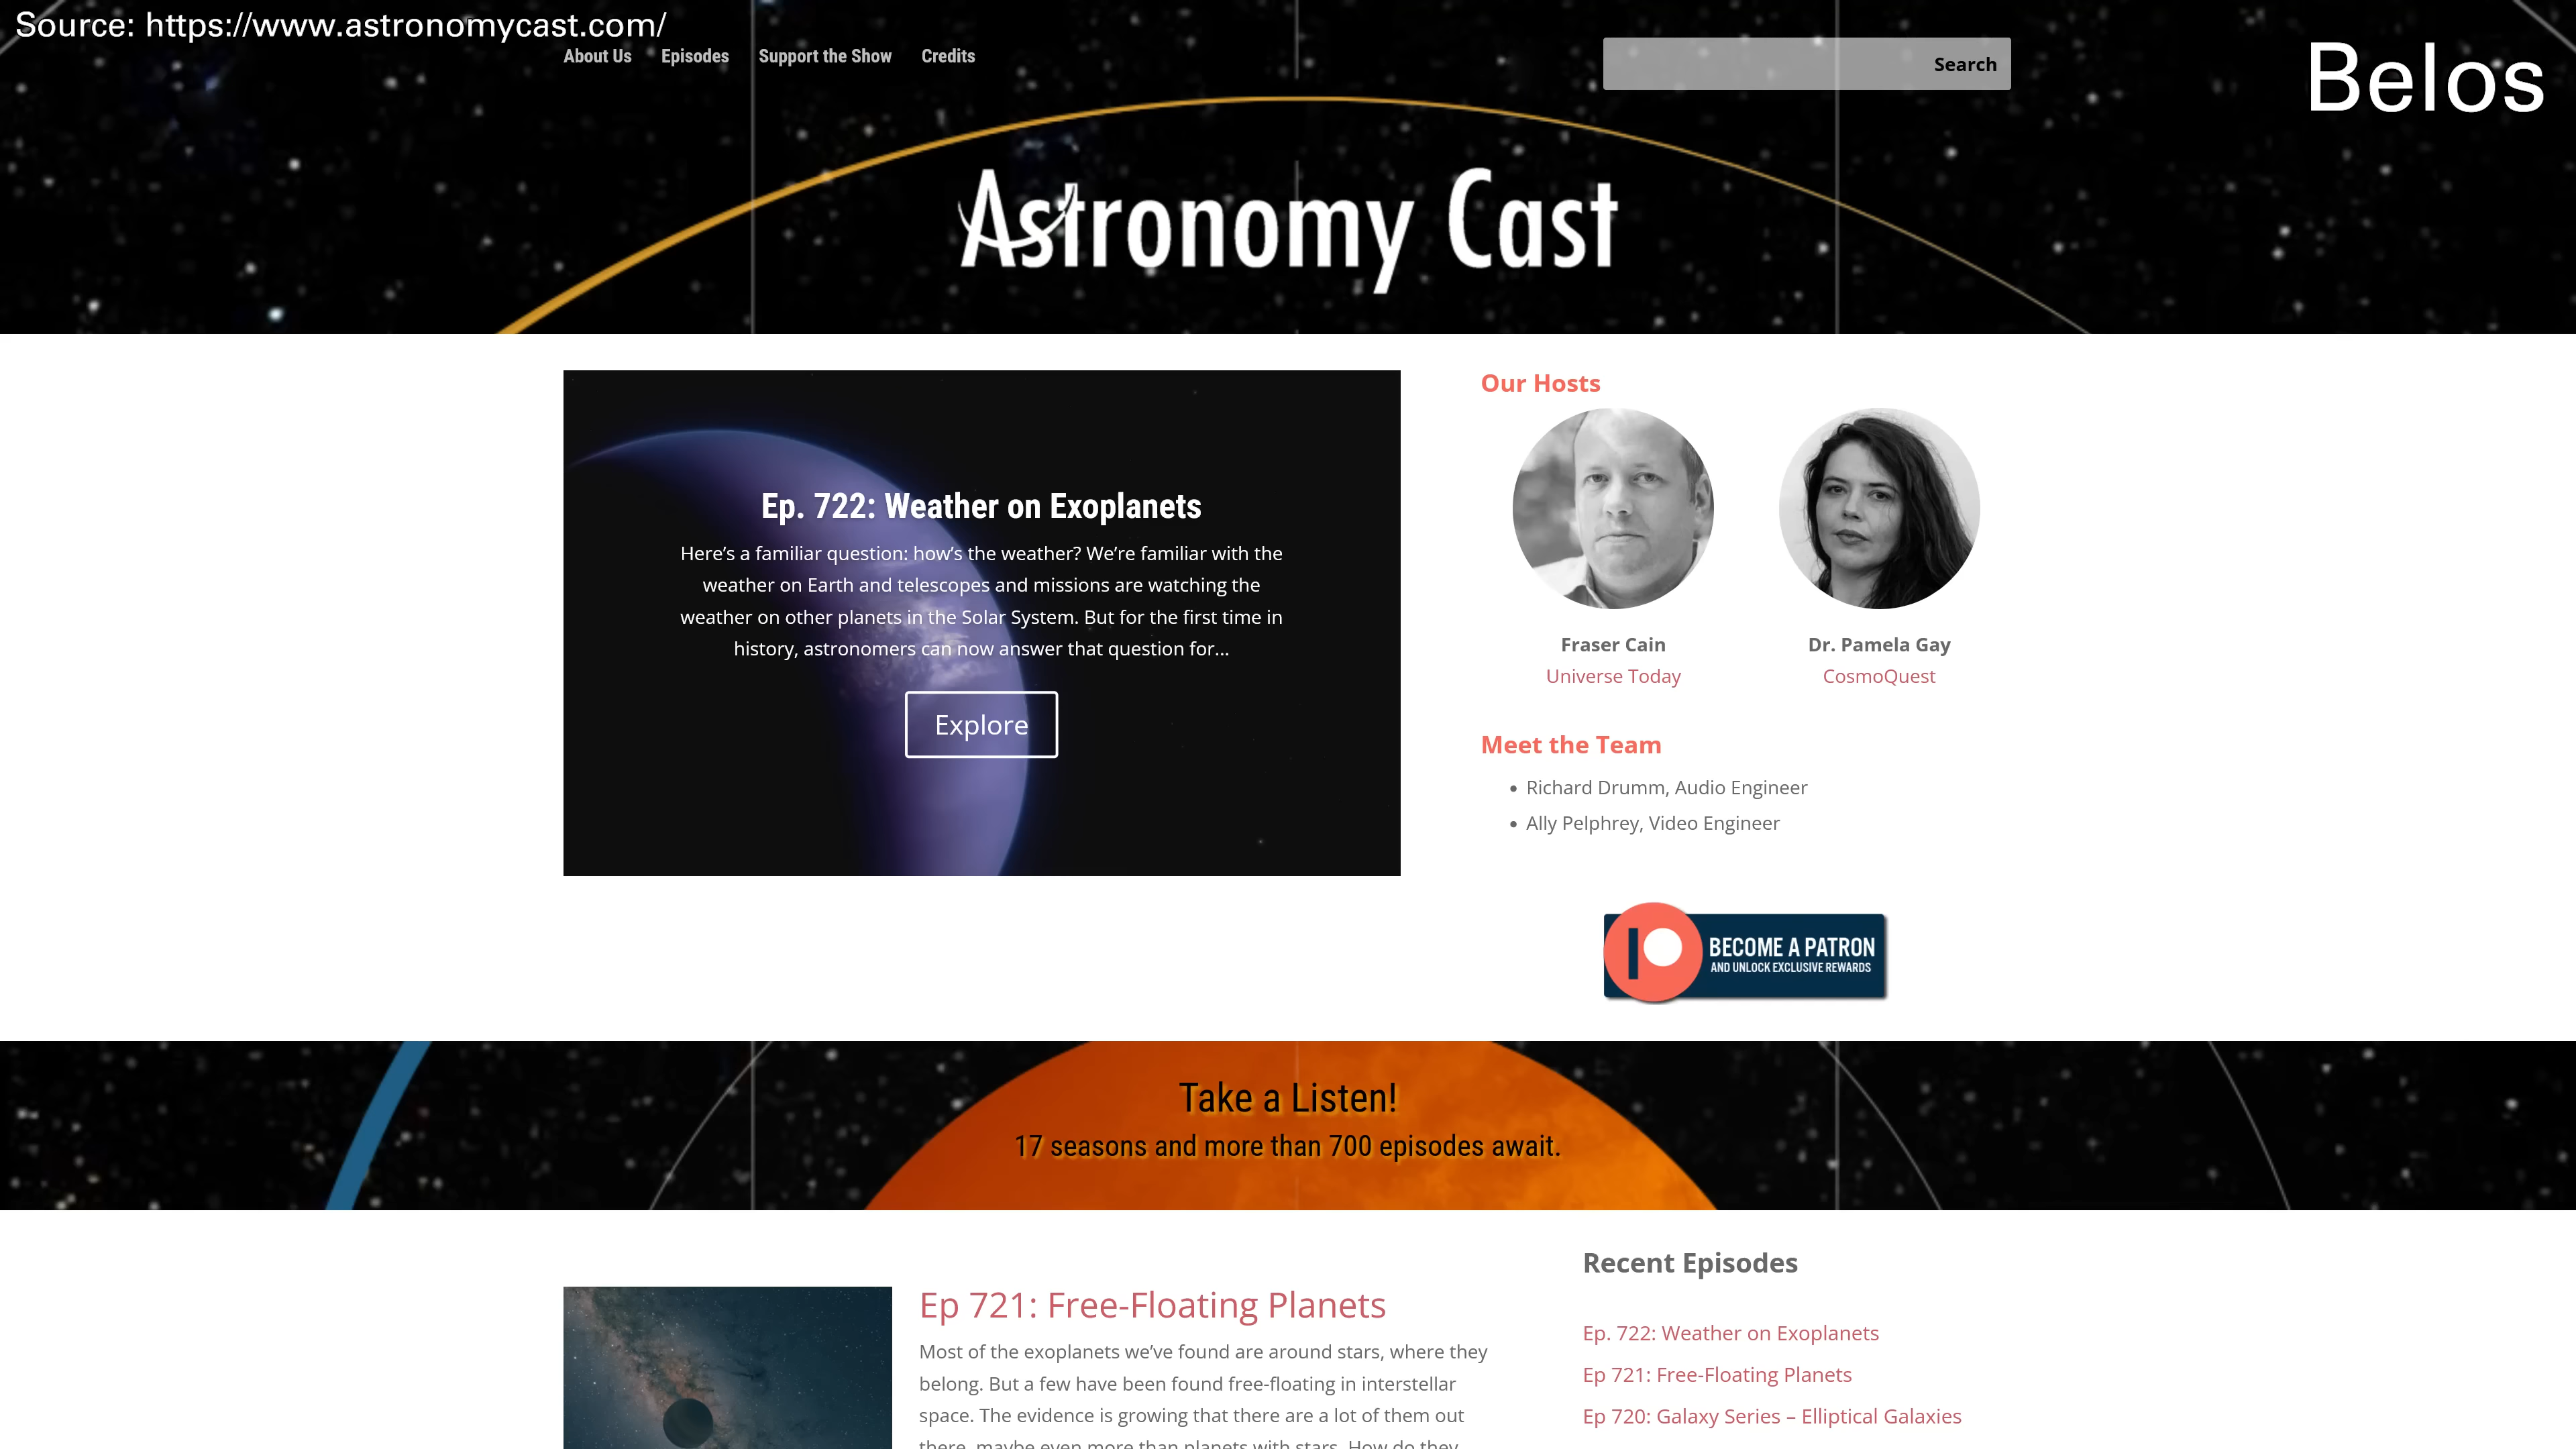 Source: https://www.astronomycast.com/
About Us Episodes Support the Show Credits
Search
Belos
Astronomy Cast
Ep. 722: Weather on Exoplanets
Here’s a familiar question: how’s the weather? We’re familiar with the
weather on Earth and telescopes and missions are watching the
weather on other planets in the Solar System. But for the first time in
history, astronomers can now answer that question for...
Explore
Our Hosts
Fraser Cain
Universe Today
Dr. Pamela Gay
CosmoQuest
Meet the Team
• Richard Drumm, Audio Engineer
• Ally Pelphrey, Video Engineer
BECOME A PATRON
AND UNLOCK EXCLUSIVE REWARDS
Take a Listen!
17 seasons and more than 700 episodes await.
Ep 721: Free-Floating Planets
Most of the exoplanets we’ve found are around stars, where they
belong. But a few have been found free-floating in interstellar
space. The evidence is growing that there are a lot of them out
there, maybe even more than planets with stars. How do they
Recent Episodes
Ep. 722: Weather on Exoplanets
Ep 721: Free-Floating Planets
Ep 720: Galaxy Series – Elliptical Galaxies